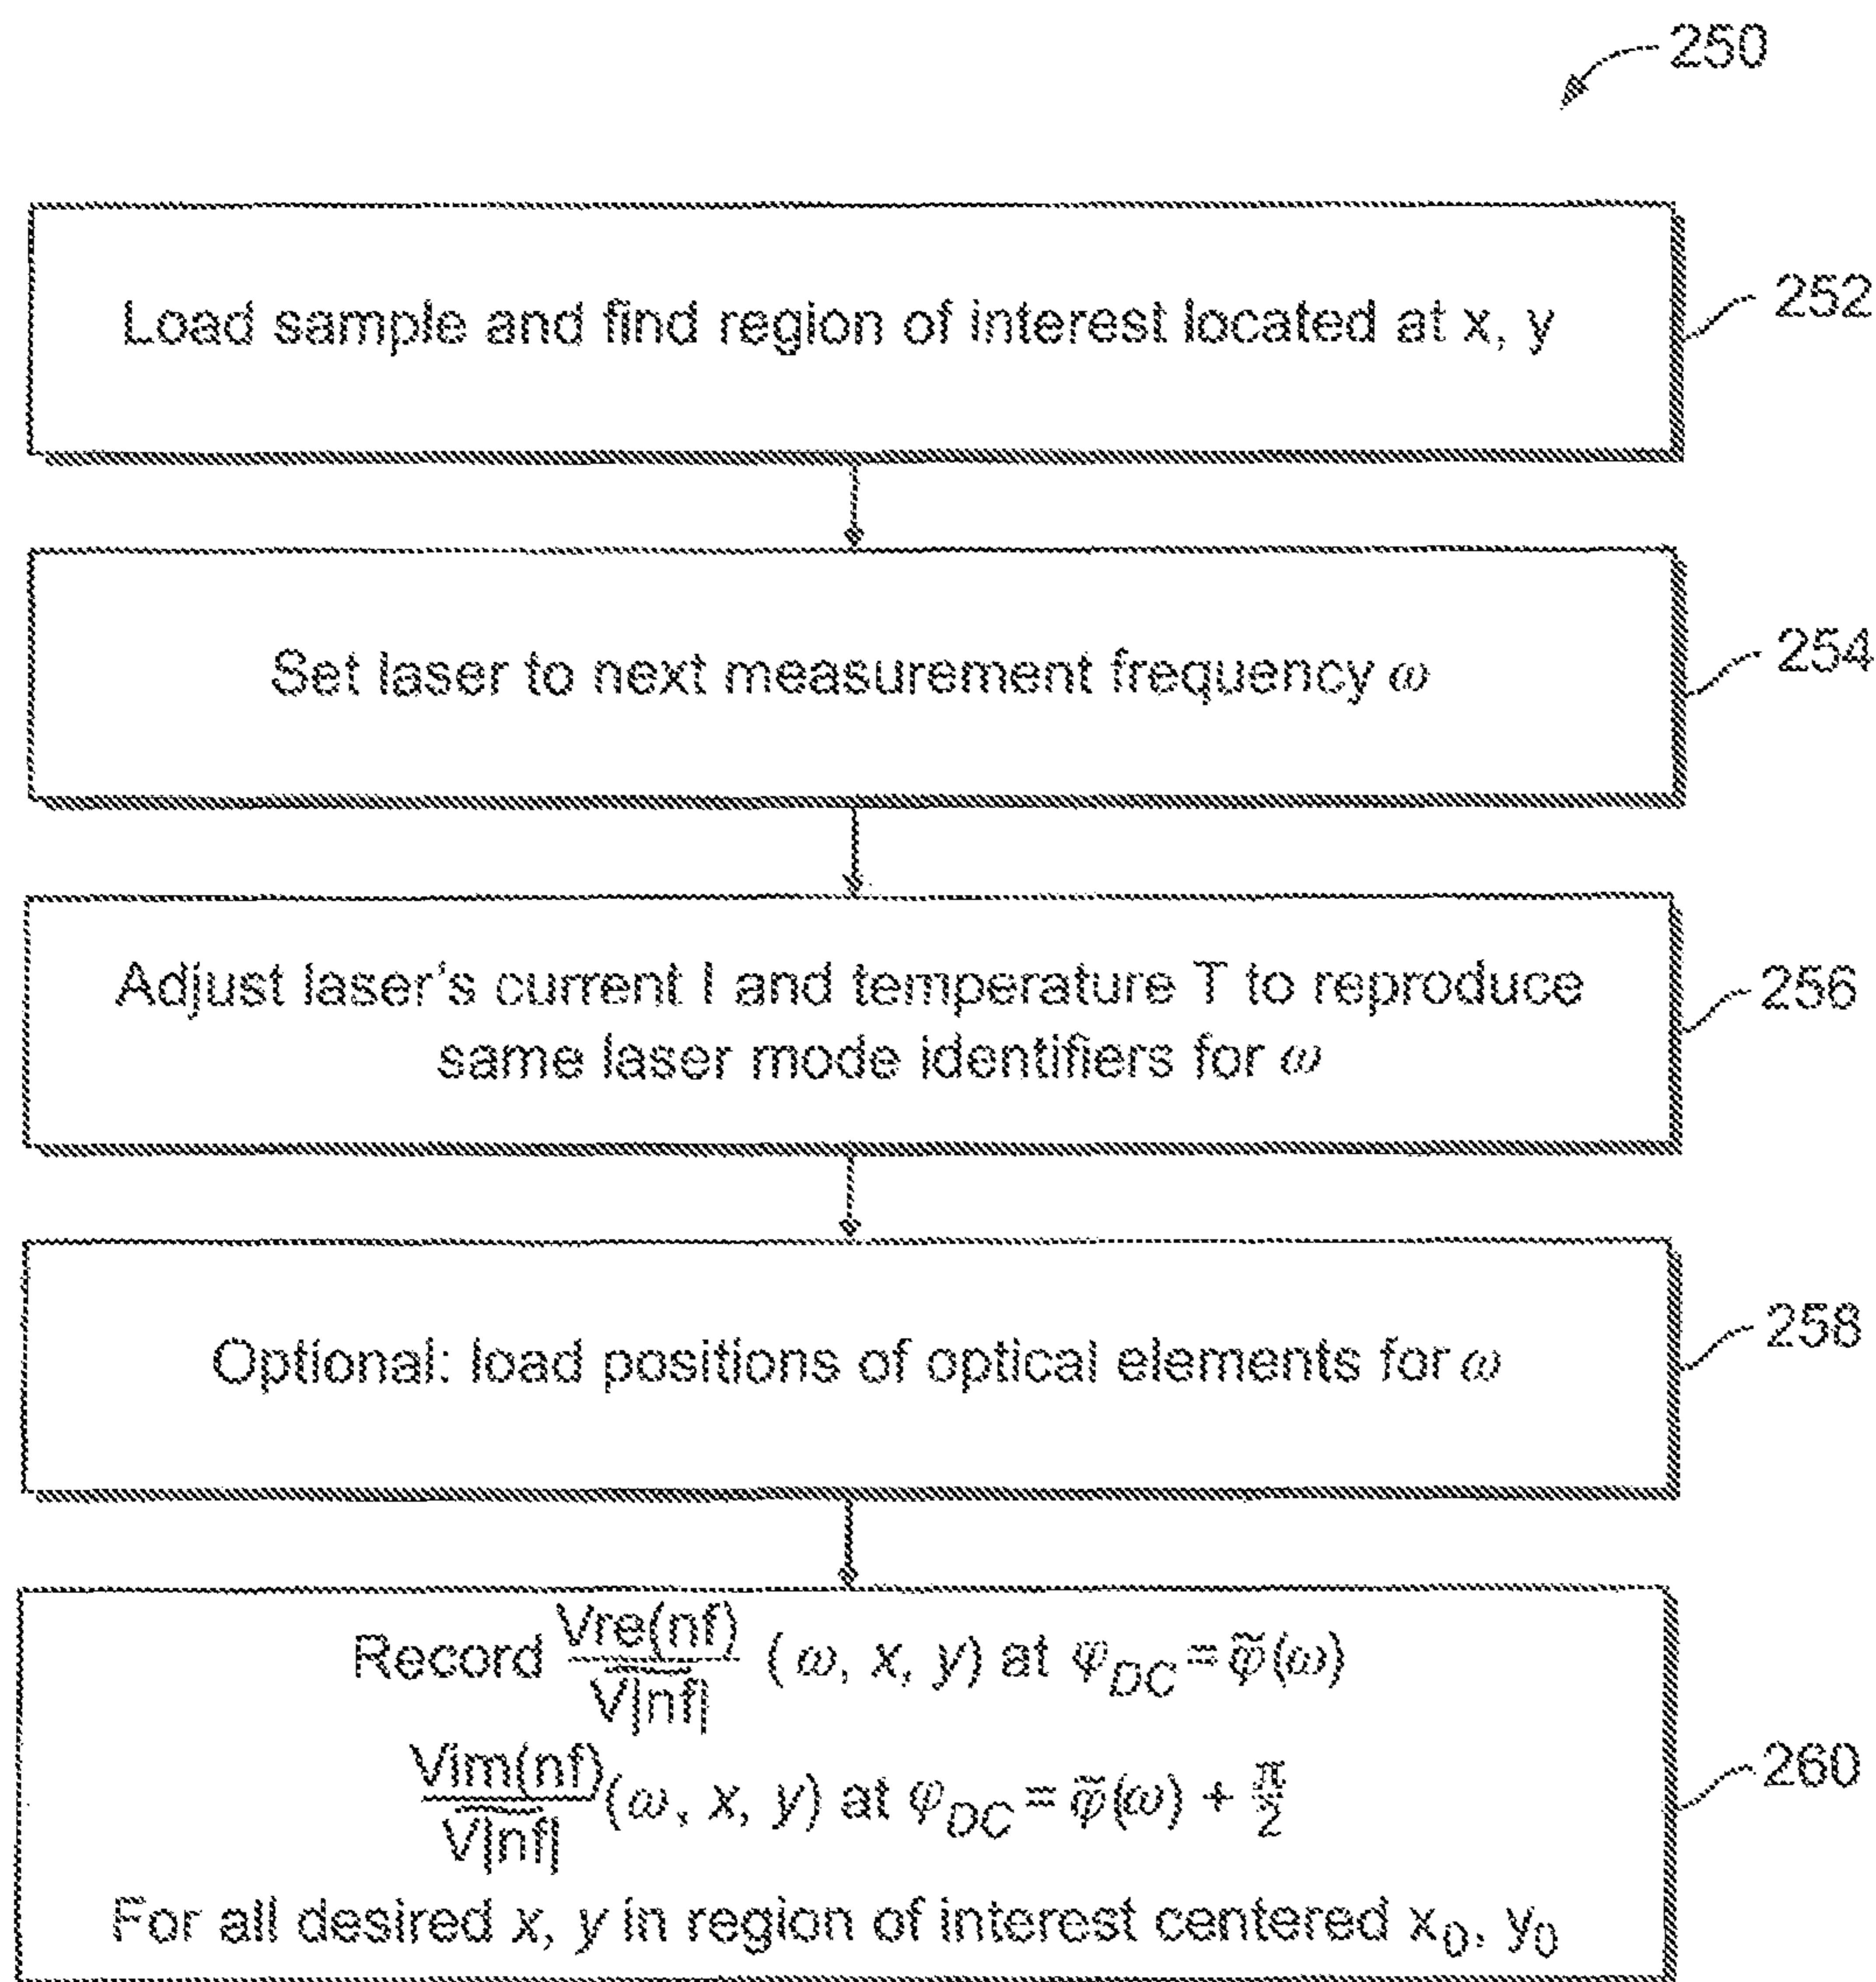 250
Load sample and find region of interest located at x, y
252
Set laser to next measurement frequency ω
254
Adjust laser's current I and temperature T to reproduce
same laser mode identifiers for ω
256
Optional: load positions of optical elements for ω
258
Record Vre(nf)/Ṽ|nf| (ω, x, y) at φ_DC = φ̃(ω)
Vim(nf)/Ṽ|nf| (ω, x, y) at φ_DC = φ̃(ω) + π/2
For all desired x, y in region of interest centered x₀, y₀
260